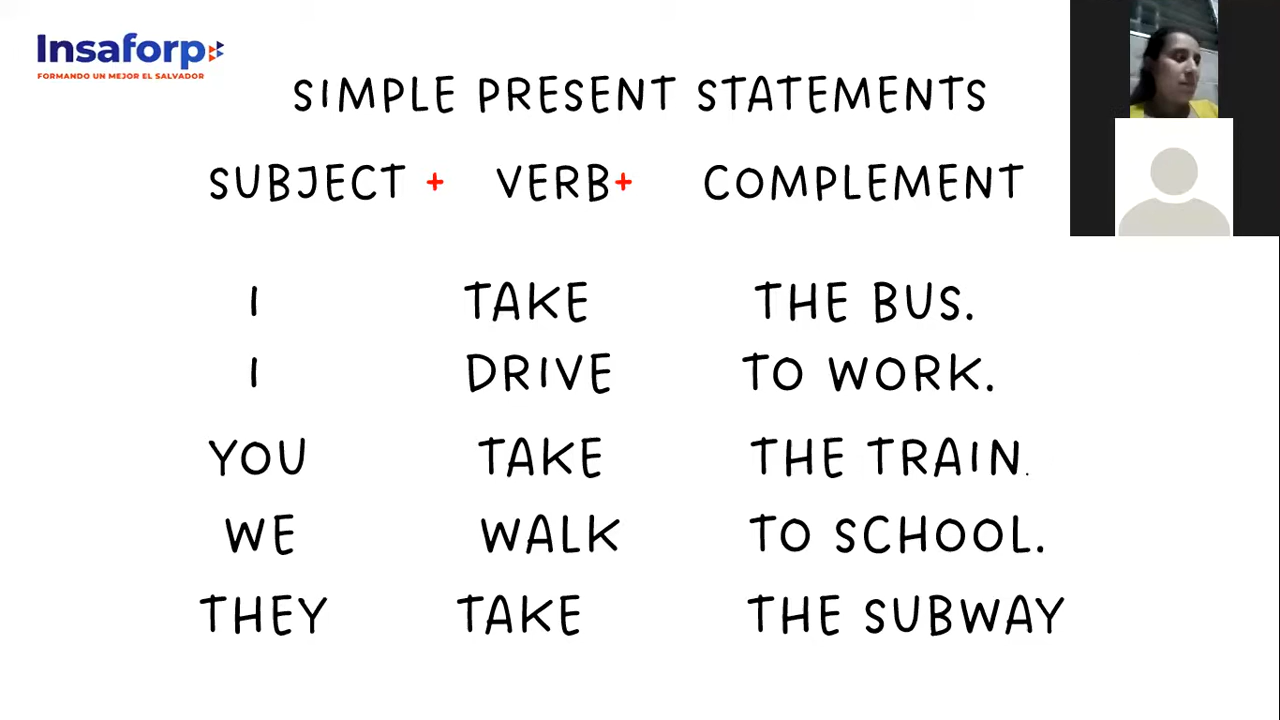 Insaforp
FORMANDO UN MEJOR EL SALVADOR
SIMPLE PRESENT STATEMENTS
SUBJECT + VERB+ COMPLEMENT
I TAKE THE BUS.
I DRIVE TO WORK.
YOU TAKE THE TRAIN.
WE WALK TO SCHOOL.
THEY TAKE THE SUBWAY